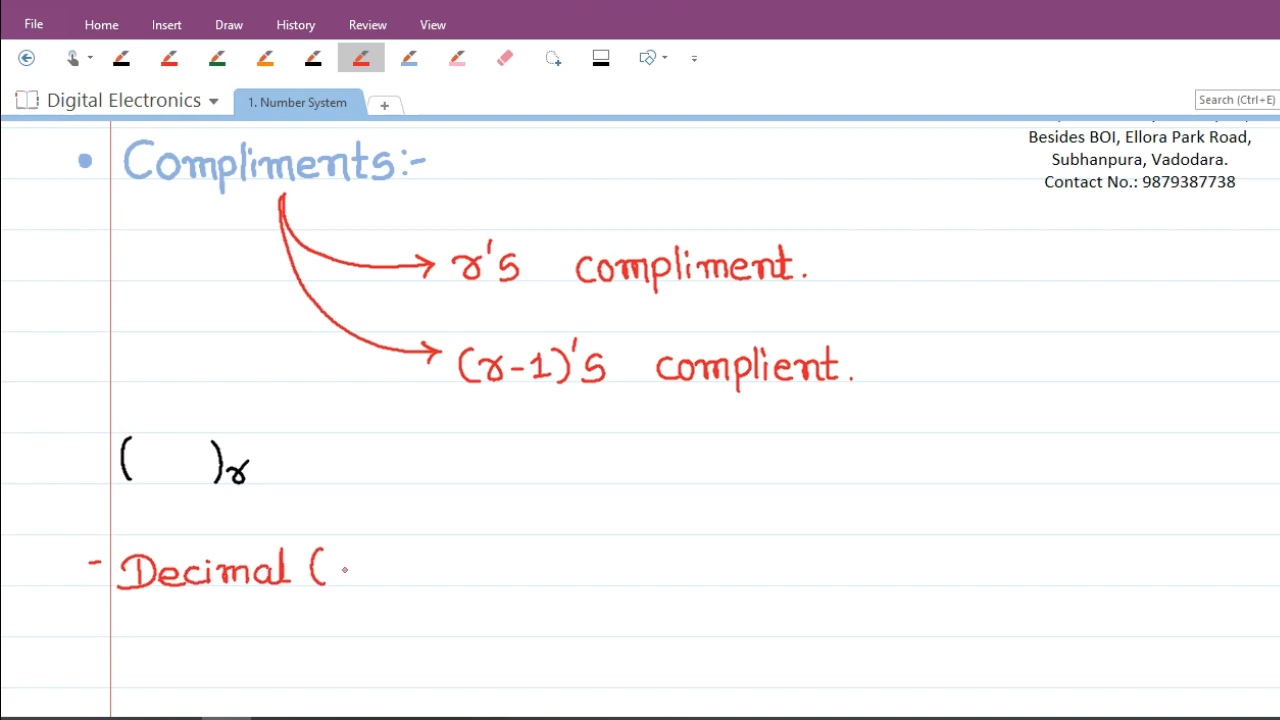 File Home Insert Draw History Review View
Digital Electronics 1. Number System + Search (Ctrl+E)
Besides BOI, Ellora Park Road,
Subhanpura, Vadodara.
Contact No.: 9879387738
• Compliments:-
r's compliment.
(r-1)'s complient.
( )r
- Decimal (